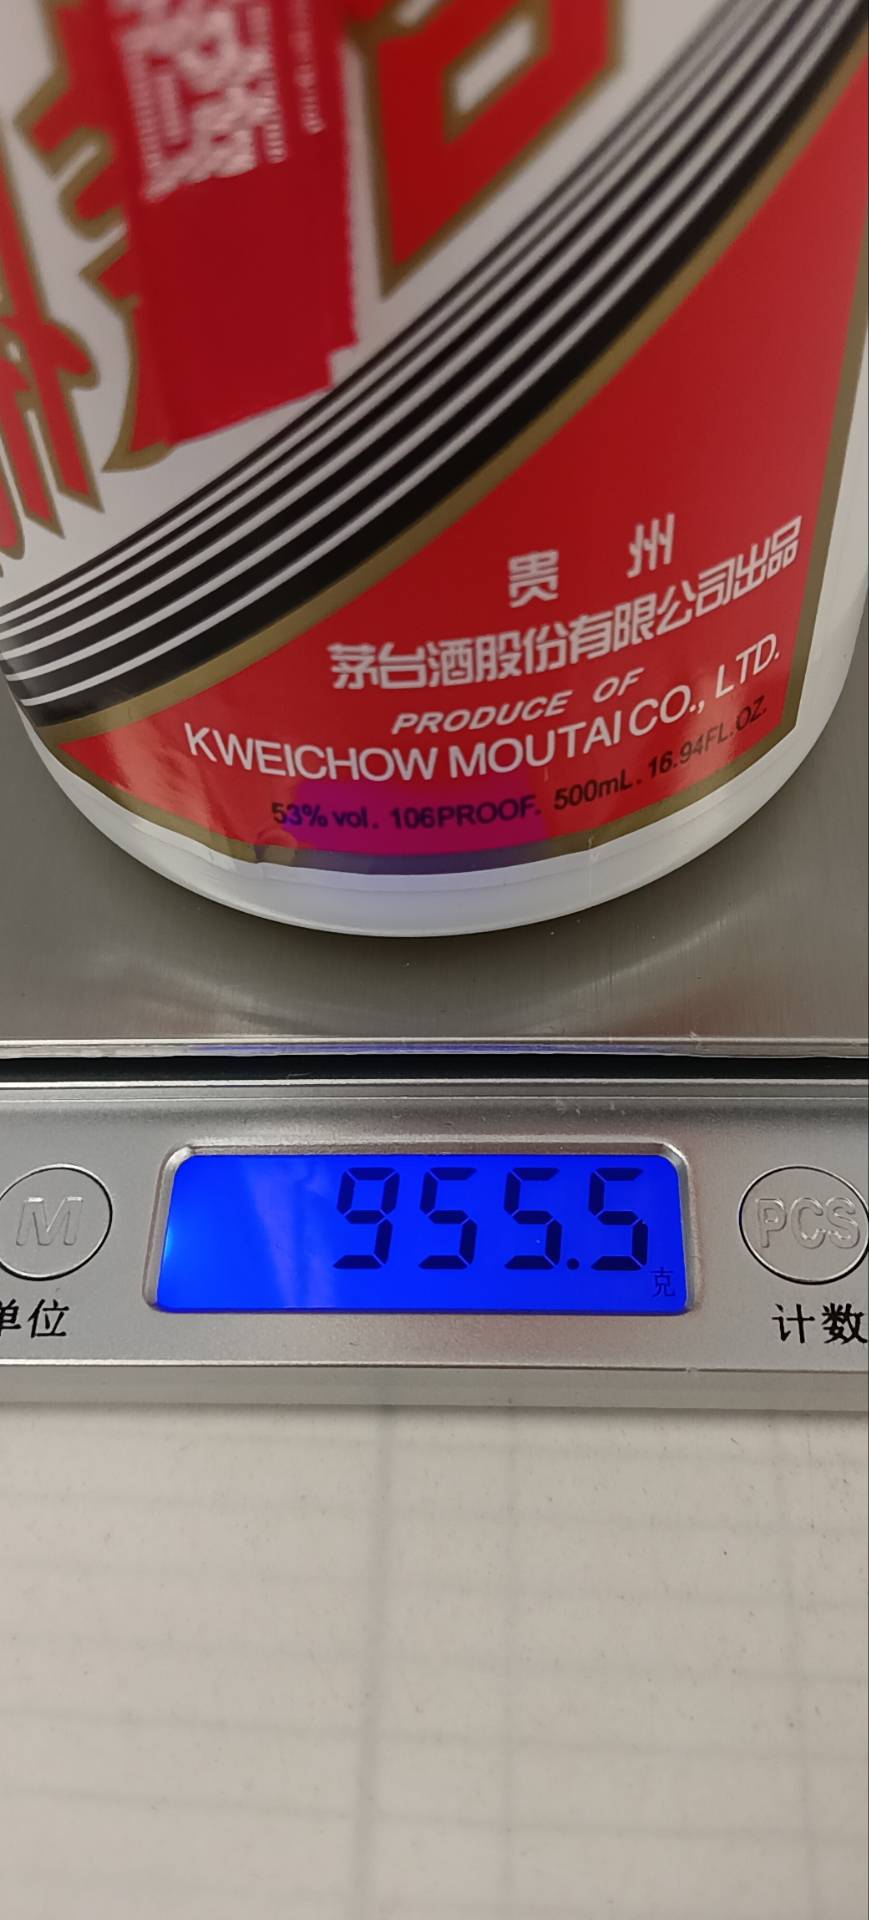 贵 州
茅台酒股份有限公司出品
PRODUCE OF
KWEICHOW MOUTAI CO., LTD.
53% vol. 106PROOF. 500mL. 16.94FL.OZ.
955.5
克
M
PCS
单位
计数